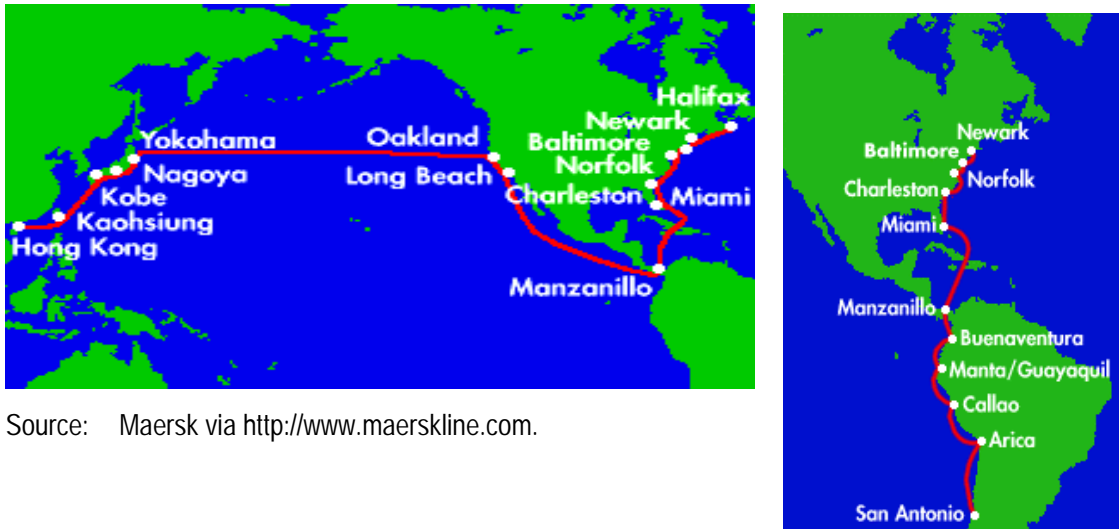 Halifax
Newark
Yokohama
Oakland
Baltimore
Norfolk
Nagoya
Long Beach
Kobe
Charleston
Miami
Kaohsiung
Hong Kong
Manzanillo
Source: Maersk via http://www.maerskline.com.
Newark
Baltimore
Norfolk
Charleston
Miami
Manzanillo
Buenaventura
Manta/Guayaquil
Callao
Arica
San Antonio